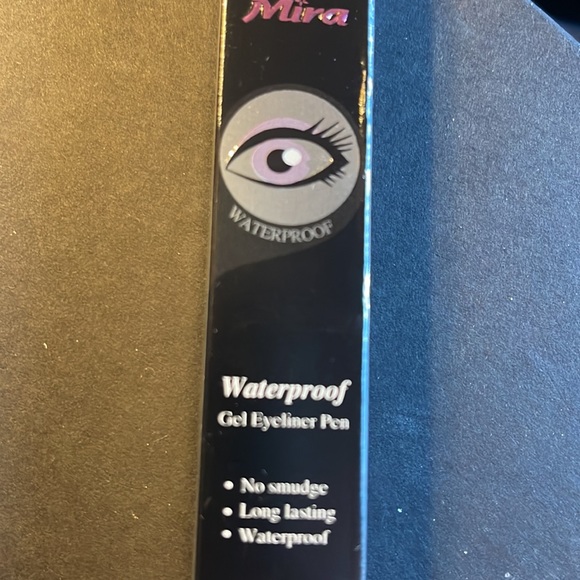 Mira
WATERPROOF
Waterproof
Gel Eyeliner Pen
• No smudge
• Long lasting
• Waterproof